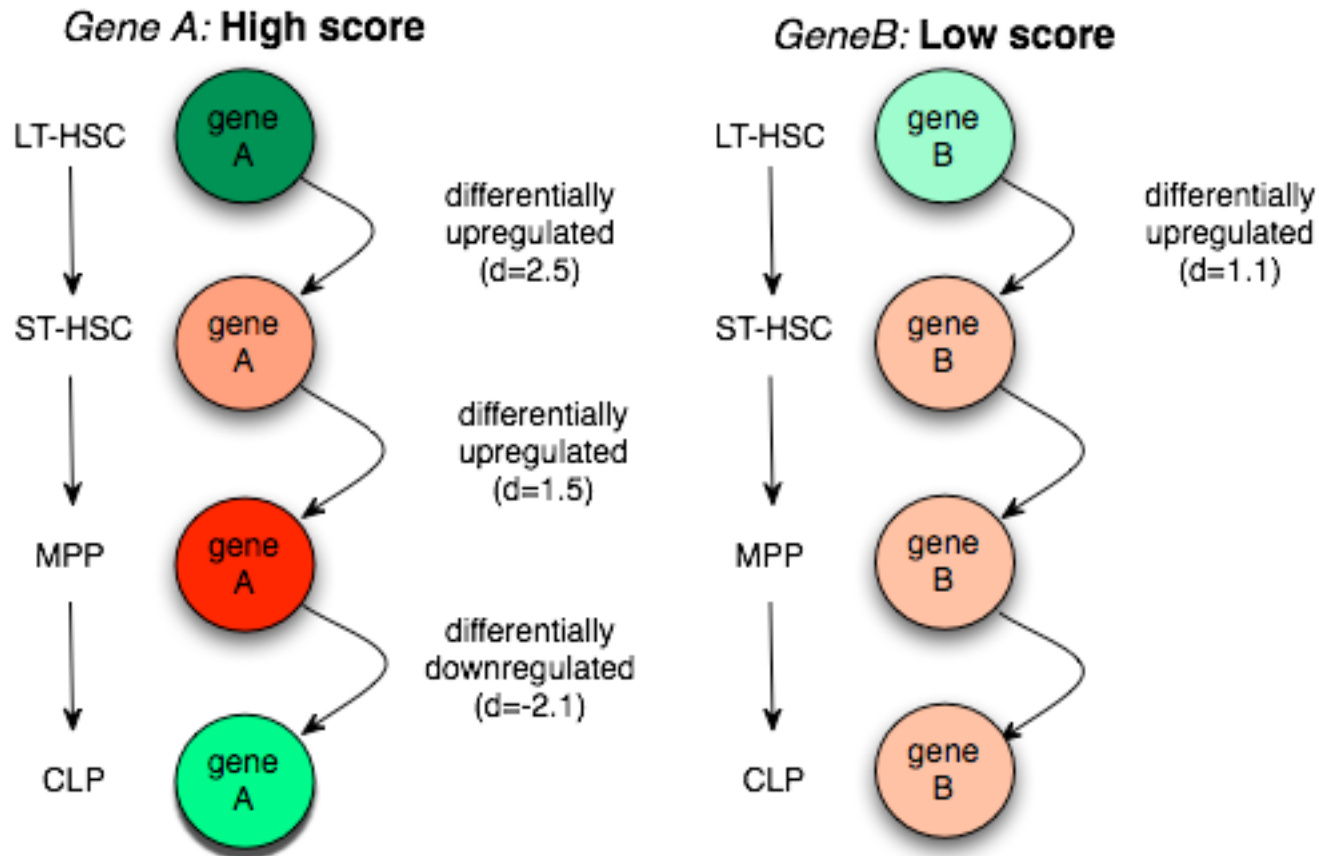 Gene A: High score
LT-HSC
gene
A
differentially
upregulated
(d=2.5)
ST-HSC
gene
A
differentially
upregulated
(d=1.5)
MPP
gene
A
differentially
downregulated
(d=-2.1)
CLP
gene
A
GeneB: Low score
LT-HSC
gene
B
differentially
upregulated
(d=1.1)
ST-HSC
gene
B
MPP
gene
B
CLP
gene
B